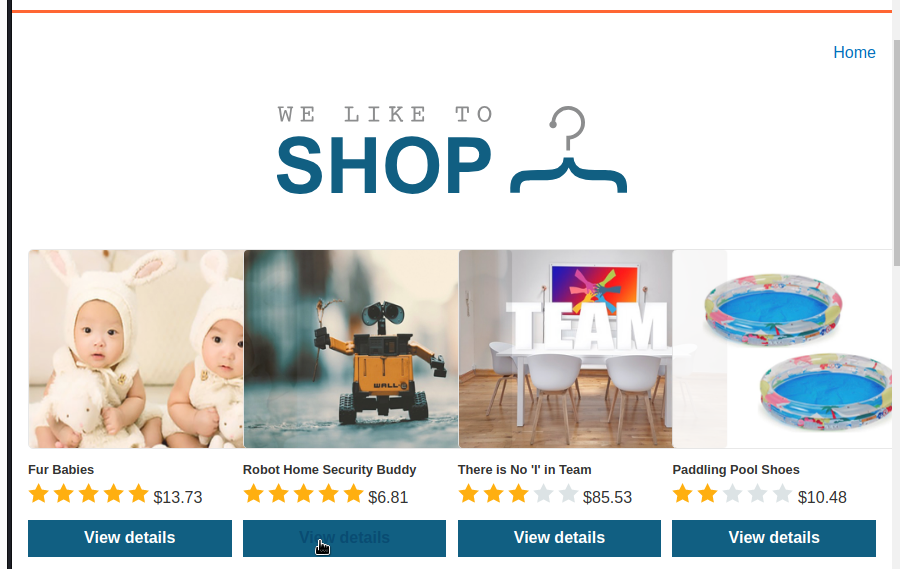 Home
WE LIKE TO
SHOP
WALL·E
TEAM
Fur Babies
$13.73
View details
Robot Home Security Buddy
$6.81
View details
There is No 'I' in Team
$85.53
View details
Paddling Pool Shoes
$10.48
View details